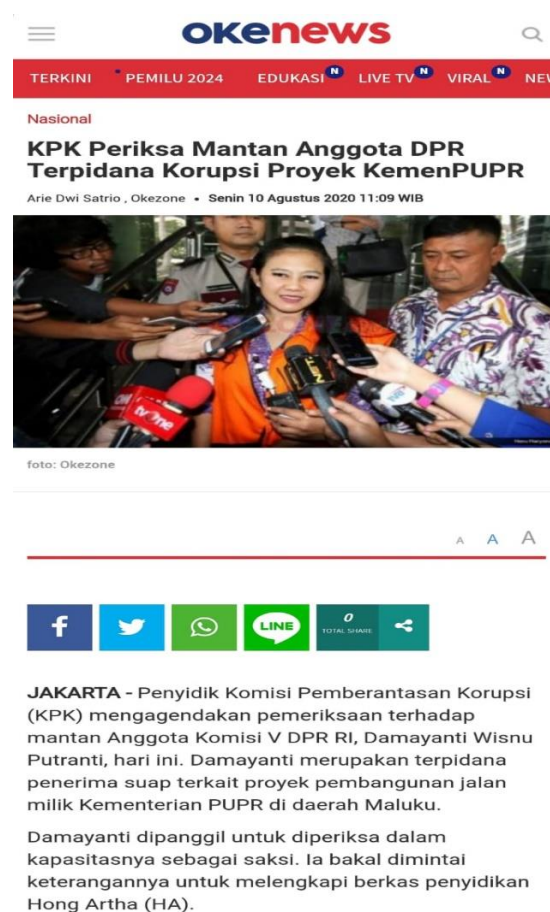 okenews
TERKINI PEMILU 2024 EDUKASI N LIVE TV N VIRAL N NEW
Nasional
KPK Periksa Mantan Anggota DPR
Terpidana Korupsi Proyek KemenPUPR
Arie Dwi Satrio , Okezone • Senin 10 Agustus 2020 11:09 WIB
CNN
tvOne
NET
foto: Okezone
A A A
f
LINE
0
TOTAL SHARE
JAKARTA - Penyidik Komisi Pemberantasan Korupsi
(KPK) mengagendakan pemeriksaan terhadap
mantan Anggota Komisi V DPR RI, Damayanti Wisnu
Putranti, hari ini. Damayanti merupakan terpidana
penerima suap terkait proyek pembangunan jalan
milik Kementerian PUPR di daerah Maluku.
Damayanti dipanggil untuk diperiksa dalam
kapasitasnya sebagai saksi. Ia bakal dimintai
keterangannya untuk melengkapi berkas penyidikan
Hong Artha (HA).